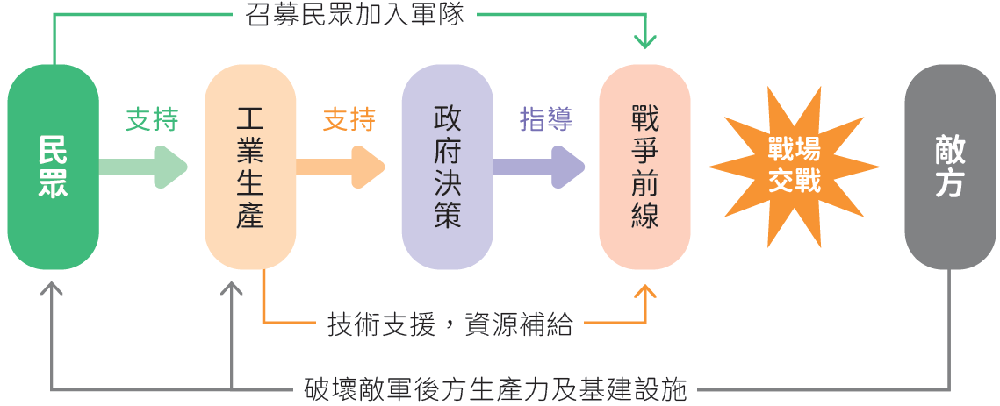 召募民眾加入軍隊
民眾
支持
工業生產
支持
政府決策
指導
戰爭前線
戰場
交戰
敵方
技術支援，資源補給
破壞敵軍後方生產力及基建設施